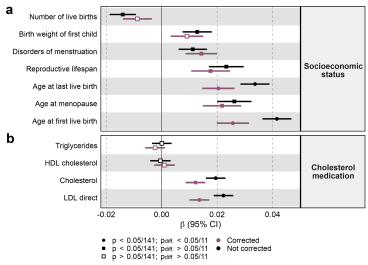 a
Number of live births
Birth weight of first child
Disorders of menstruation
Reproductive lifespan
Age at last live birth
Age at menopause
Age at first live birth
Socioeconomic
status
b
Triglycerides
HDL cholesterol
Cholesterol
LDL direct
Cholesterol
medication
-0.02 0.00 0.02 0.04
β (95% CI)
p < 0.05/141; pdiff. < 0.05/11
p < 0.05/141; pdiff. > 0.05/11
p > 0.05/141; pdiff. > 0.05/11
Corrected
Not corrected